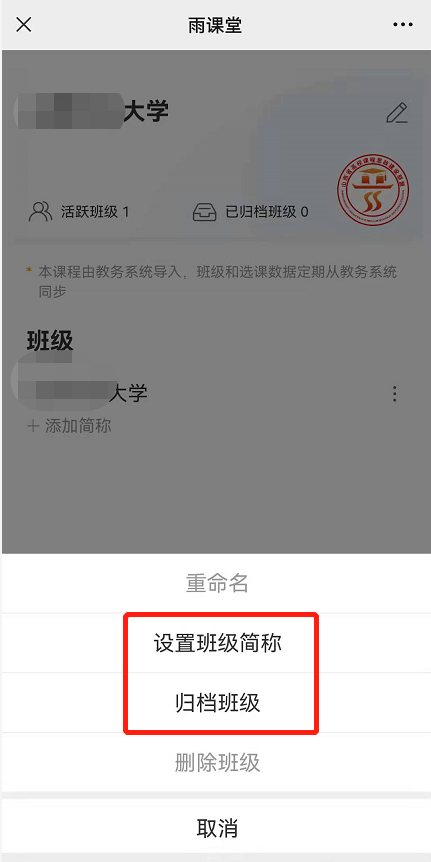 雨课堂
大学
活跃班级 1
已归档班级 0
* 本课程由教务系统导入，班级和选课数据定期从教务系统
同步
班级
大学
+ 添加简称
重命名
设置班级简称
归档班级
删除班级
取消